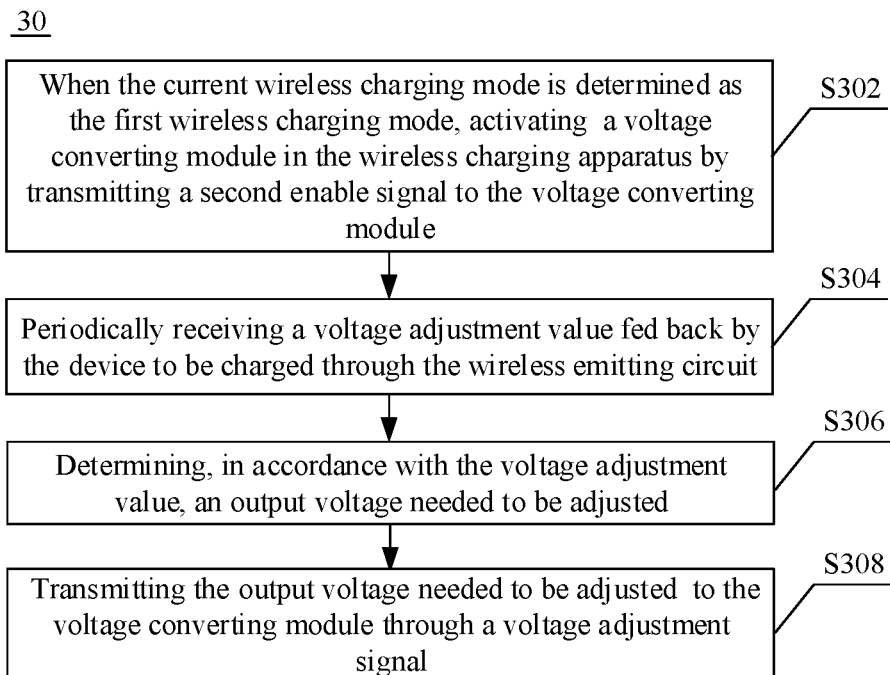 30
When the current wireless charging mode is determined as
the first wireless charging mode, activating a voltage
converting module in the wireless charging apparatus by
transmitting a second enable signal to the voltage converting
module
S302
Periodically receiving a voltage adjustment value fed back by
the device to be charged through the wireless emitting circuit
S304
Determining, in accordance with the voltage adjustment
value, an output voltage needed to be adjusted
S306
Transmitting the output voltage needed to be adjusted to the
voltage converting module through a voltage adjustment
signal
S308